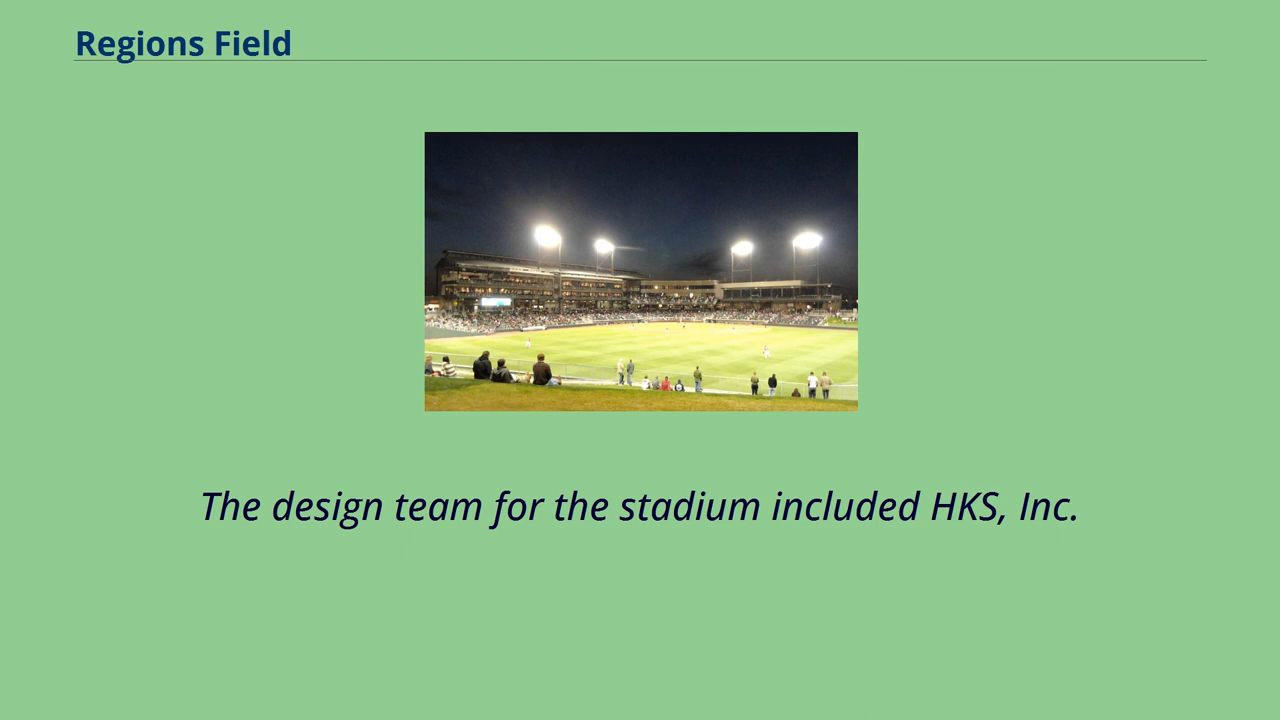 Regions Field
The design team for the stadium included HKS, Inc.